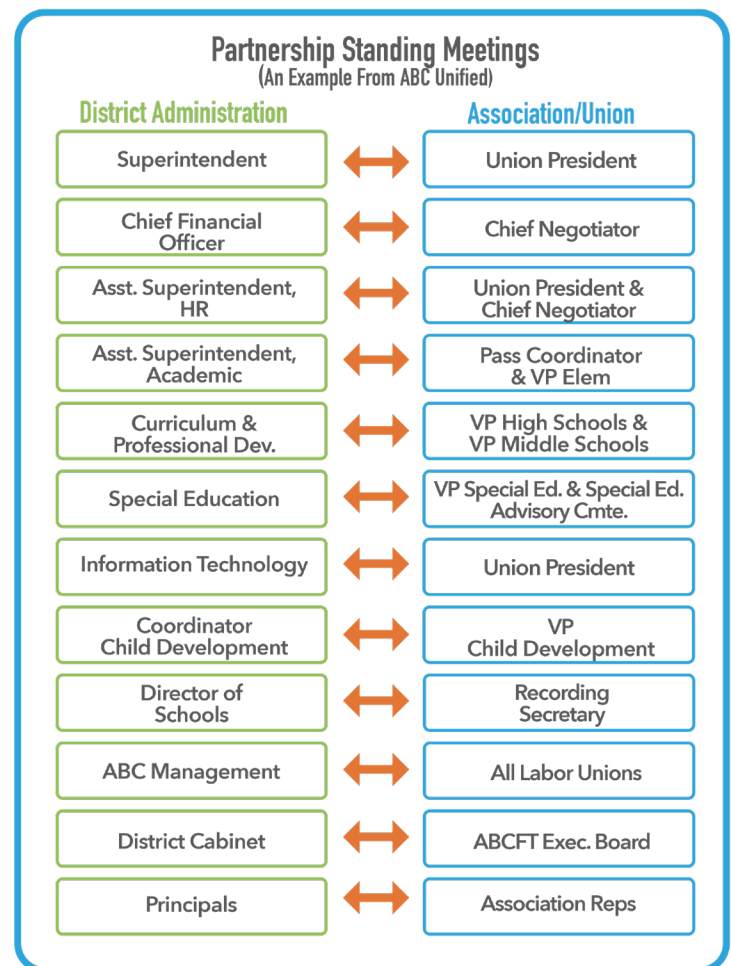 Partnership Standing Meetings
(An Example From ABC Unified)
District Administration
Association/Union
Superintendent
Union President
Chief Financial
Officer
Chief Negotiator
Asst. Superintendent,
HR
Union President &
Chief Negotiator
Asst. Superintendent,
Academic
Pass Coordinator
& VP Elem
Curriculum &
Professional Dev.
VP High Schools &
VP Middle Schools
Special Education
VP Special Ed. & Special Ed.
Advisory Cmte.
Information Technology
Union President
Coordinator
Child Development
VP
Child Development
Director of
Schools
Recording
Secretary
ABC Management
All Labor Unions
District Cabinet
ABCFT Exec. Board
Principals
Association Reps